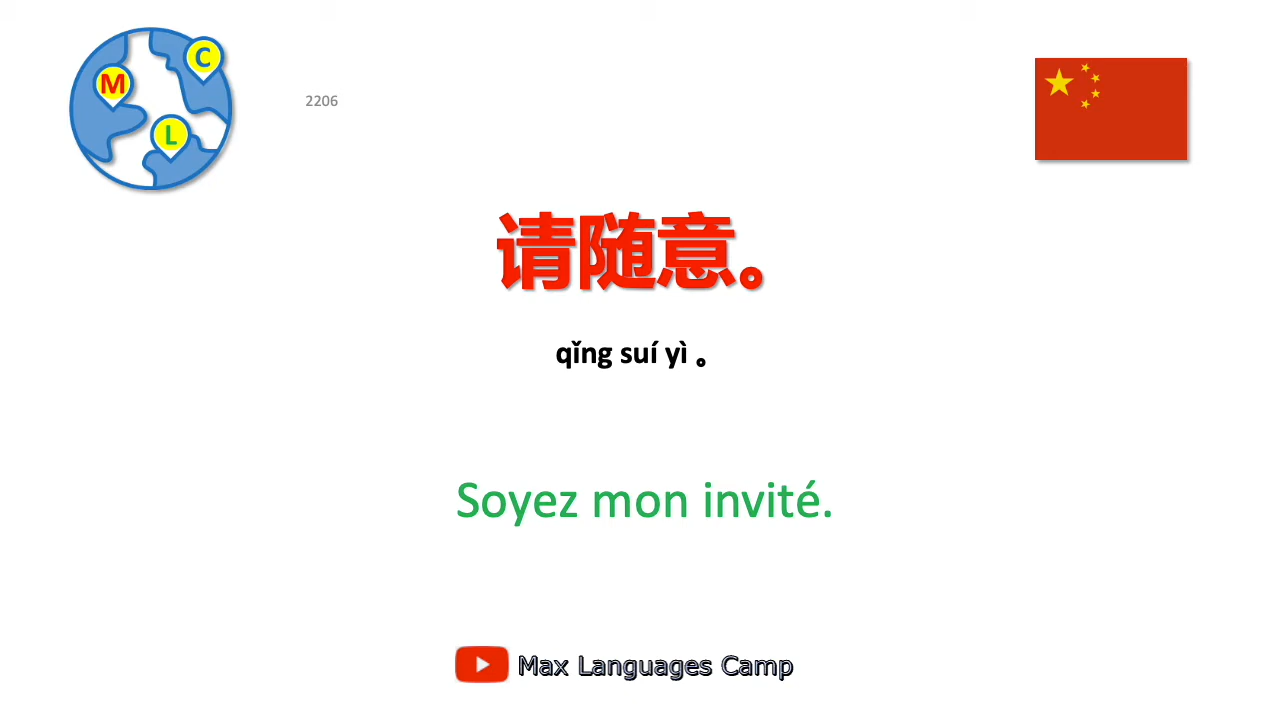 M
C
L
2206
请随意。
qǐng suí yì 。
Soyez mon invité.
Max Languages Camp